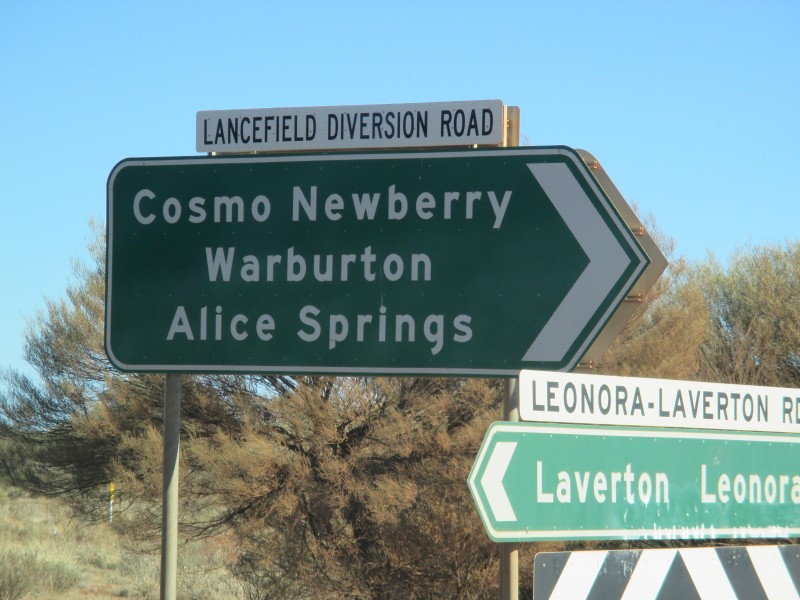 LANCEFIELD DIVERSION ROAD
Cosmo Newberry
Warburton
Alice Springs
LEONORA-LAVERTON RD
Laverton Leonora